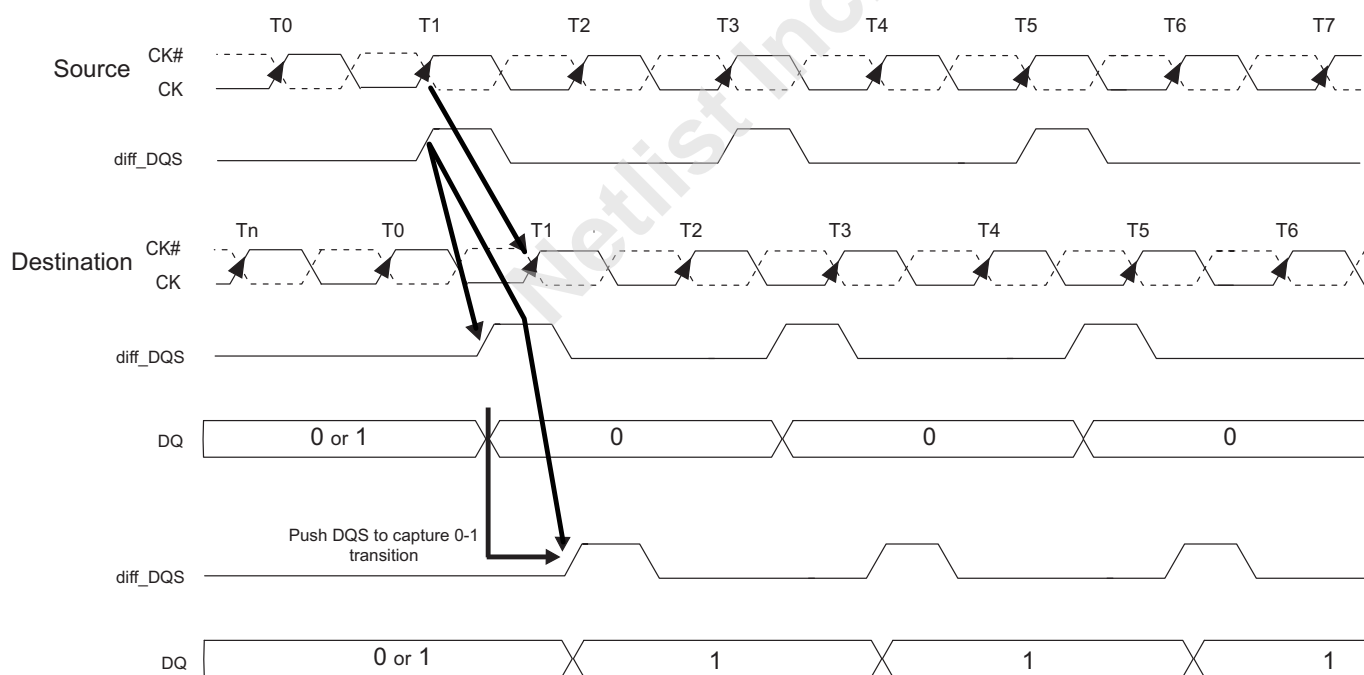 T0 T1 T2 T3 T4 T5 T6 T7
Source
CK#
CK
diff_DQS
Tn T0 T1 T2 T3 T4 T5 T6
Destination
CK#
CK
diff_DQS
DQ 0 or 1 0 0 0
Push DQS to capture 0-1
transition
diff_DQS
DQ 0 or 1 1 1 1
Netlist Inc